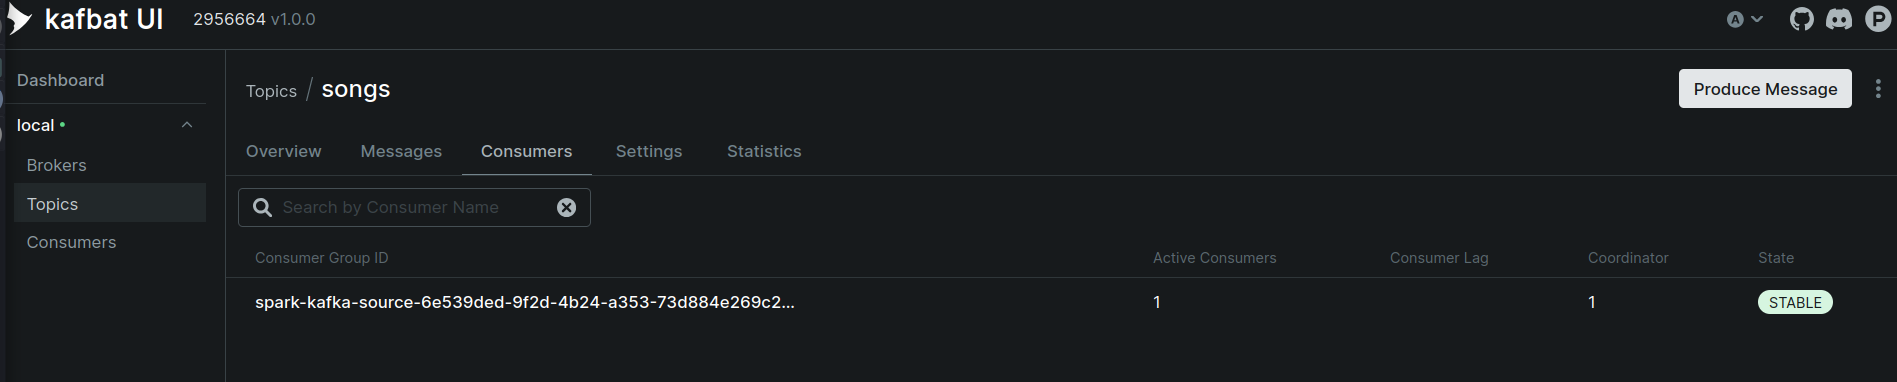 kafbat UI 2956664 v1.0.0 A P
Dashboard
local
Brokers
Topics
Consumers
Topics / songs
Produce Message
Overview Messages Consumers Settings Statistics
Search by Consumer Name
Consumer Group ID Active Consumers Consumer Lag Coordinator State
spark-kafka-source-6e539ded-9f2d-4b24-a353-73d884e269c2... 1 1 STABLE